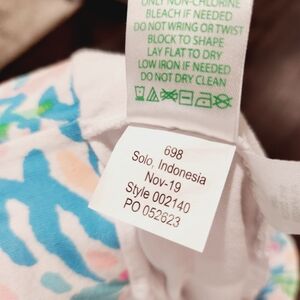 ONLY NON-CHLORINE
BLEACH IF NEEDED
DO NOT WRING OR TWIST
BLOCK TO SHAPE
LAY FLAT TO DRY
LOW IRON IF NEEDED
DO NOT DRY CLEAN
698
Solo, Indonesia
Nov-19
Style 002140
PO 052623